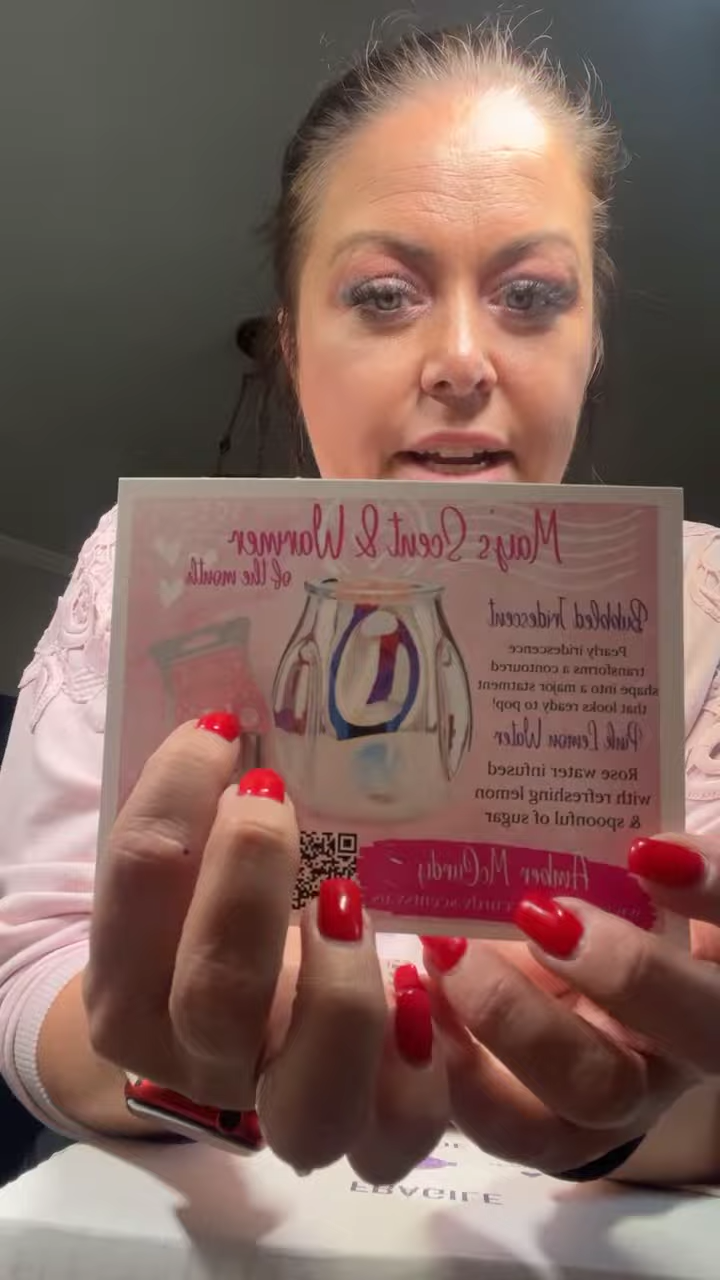 May's Scent & Warmer
of the month
Bubbled Iridescent
Pearly iridescence
transforms a contoured
shape into a major statment
that looks ready to pop!
Pink Lemon Water
Rose water infused
with refreshing lemon
& spoonful of sugar
Amber McCurdy
FRAGILE